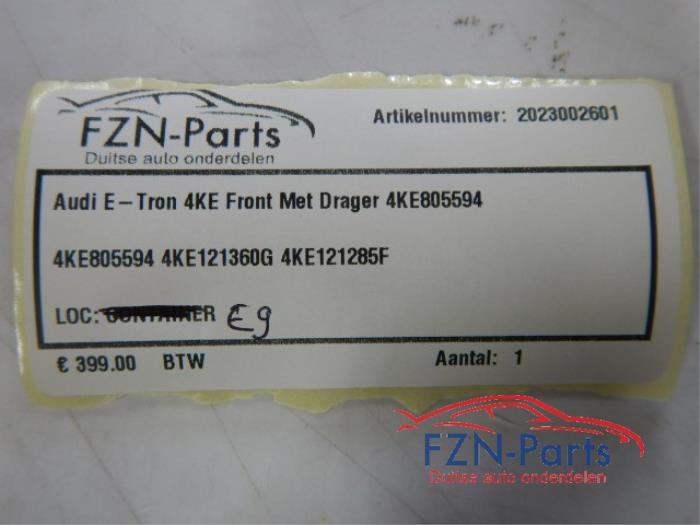 FZN-Parts
Duitse auto onderdelen
Artikelnummer: 2023002601
Audi E-Tron 4KE Front Met Drager 4KE805594
4KE805594 4KE121360G 4KE121285F
LOC: CONTAINER E9
€ 399.00 BTW
Aantal: 1
FZN-Parts
Duitse auto onderdelen